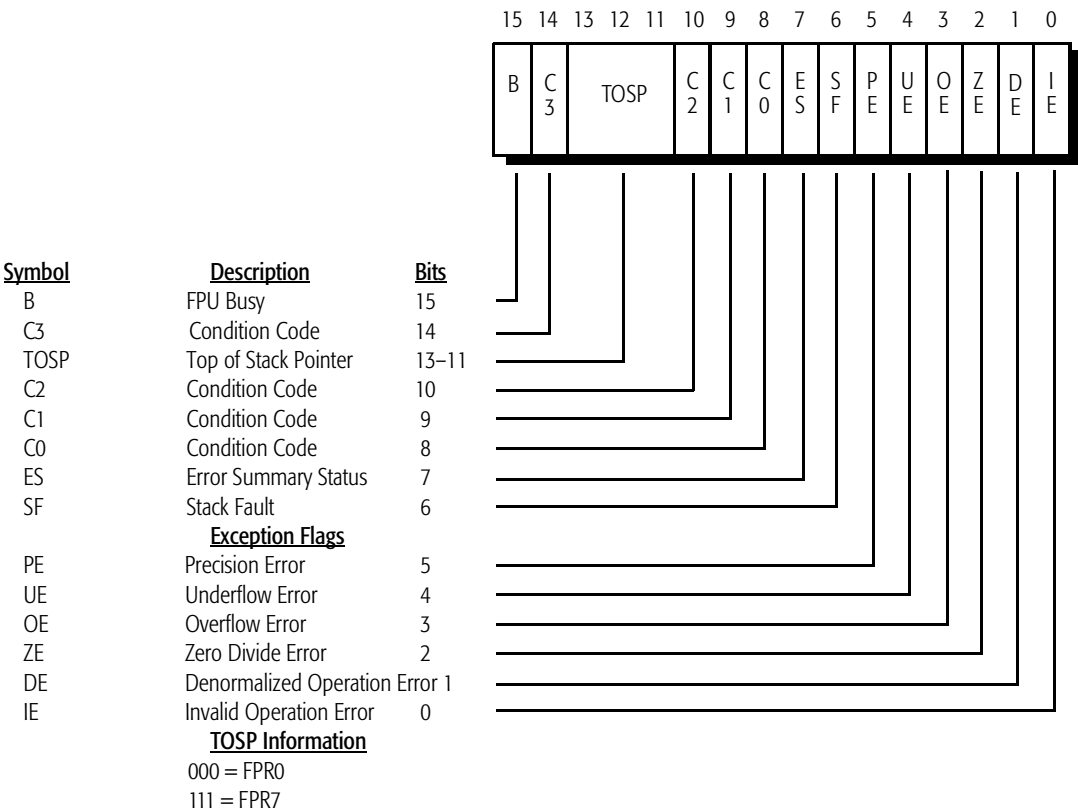 15 14 13 12 11 10 9 8 7 6 5 4 3 2 1 0
B C3 TOSP C2 C1 C0 ES SF PE UE OE ZE DE IE
Symbol Description Bits
B FPU Busy 15
C3 Condition Code 14
TOSP Top of Stack Pointer 13–11
C2 Condition Code 10
C1 Condition Code 9
C0 Condition Code 8
ES Error Summary Status 7
SF Stack Fault 6
Exception Flags
PE Precision Error 5
UE Underflow Error 4
OE Overflow Error 3
ZE Zero Divide Error 2
DE Denormalized Operation Error 1
IE Invalid Operation Error 0
TOSP Information
000 = FPR0
111 = FPR7